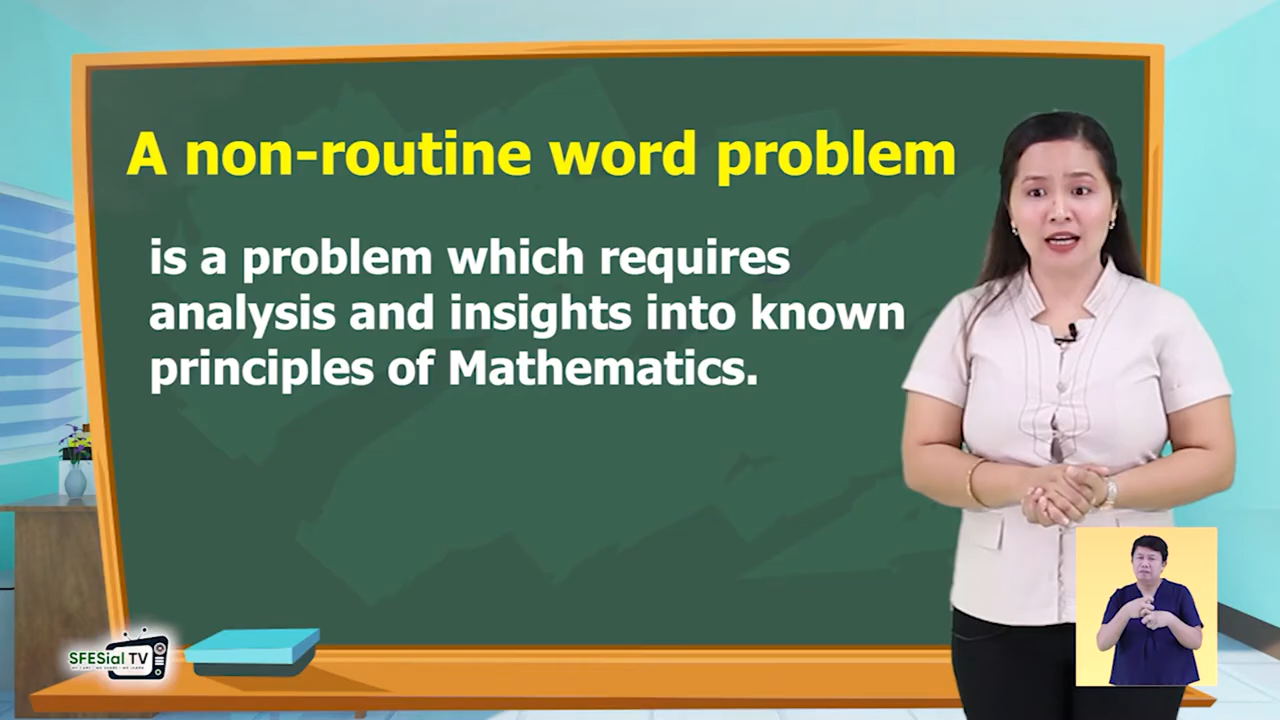 A non-routine word problem
is a problem which requires
analysis and insights into known
principles of Mathematics.
SFESial TV